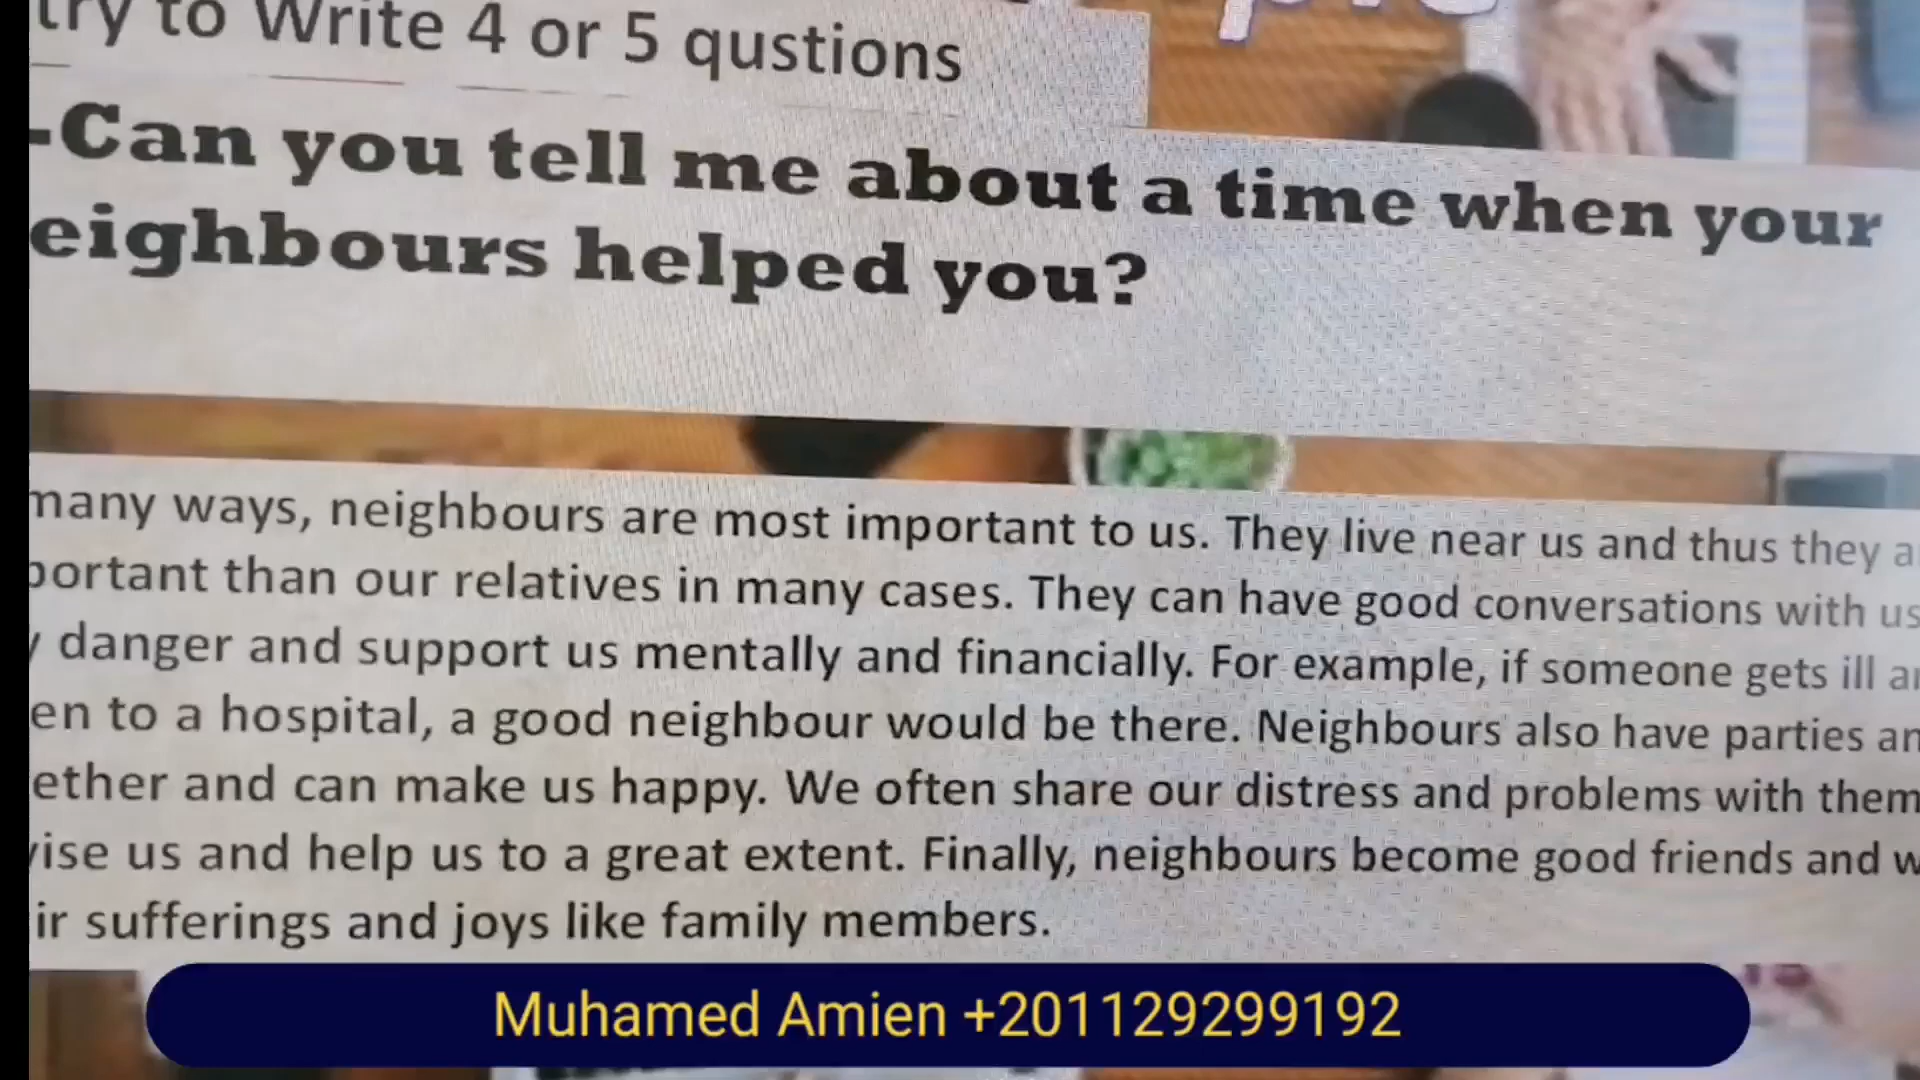 try to Write 4 or 5 qustions
-Can you tell me about a time when your
eighbours helped you?
many ways, neighbours are most important to us. They live near us and thus they a
portant than our relatives in many cases. They can have good conversations with us
danger and support us mentally and financially. For example, if someone gets ill a
en to a hospital, a good neighbour would be there. Neighbours also have parties an
ether and can make us happy. We often share our distress and problems with them
ise us and help us to a great extent. Finally, neighbours become good friends and w
ir sufferings and joys like family members.
Muhamed Amien +201129299192